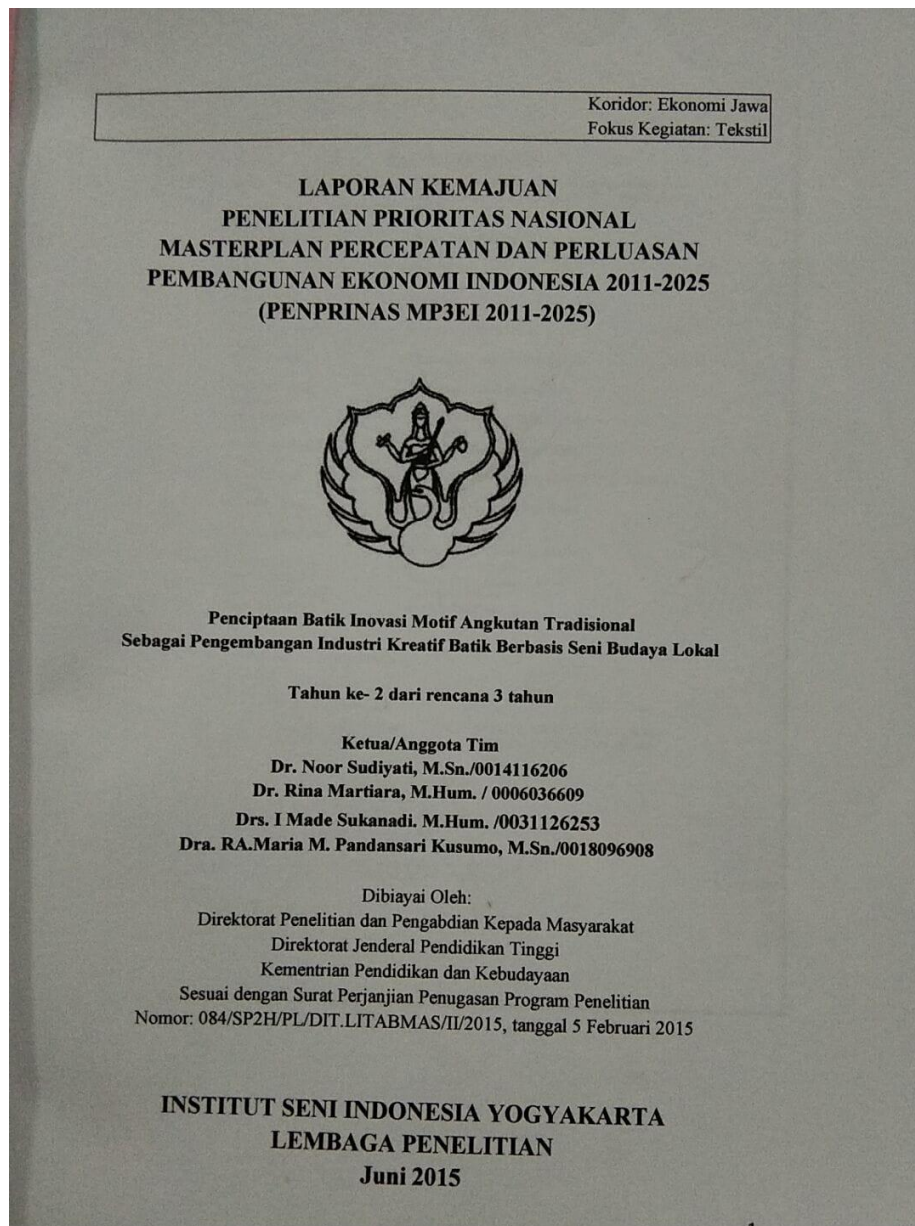 Koridor: Ekonomi Jawa
Fokus Kegiatan: Tekstil
LAPORAN KEMAJUAN
PENELITIAN PRIORITAS NASIONAL
MASTERPLAN PERCEPATAN DAN PERLUASAN
PEMBANGUNAN EKONOMI INDONESIA 2011-2025
(PENPRINAS MP3EI 2011-2025)
Penciptaan Batik Inovasi Motif Angkutan Tradisional
Sebagai Pengembangan Industri Kreatif Batik Berbasis Seni Budaya Lokal
Tahun ke- 2 dari rencana 3 tahun
Ketua/Anggota Tim
Dr. Noor Sudiyati, M.Sn./0014116206
Dr. Rina Martiara, M.Hum. / 0006036609
Drs. I Made Sukanadi. M.Hum. /0031126253
Dra. RA.Maria M. Pandansari Kusumo, M.Sn./0018096908
Dibiayai Oleh:
Direktorat Penelitian dan Pengabdian Kepada Masyarakat
Direktorat Jenderal Pendidikan Tinggi
Kementrian Pendidikan dan Kebudayaan
Sesuai dengan Surat Perjanjian Penugasan Program Penelitian
Nomor: 084/SP2H/PL/DIT.LITABMAS/II/2015, tanggal 5 Februari 2015
INSTITUT SENI INDONESIA YOGYAKARTA
LEMBAGA PENELITIAN
Juni 2015